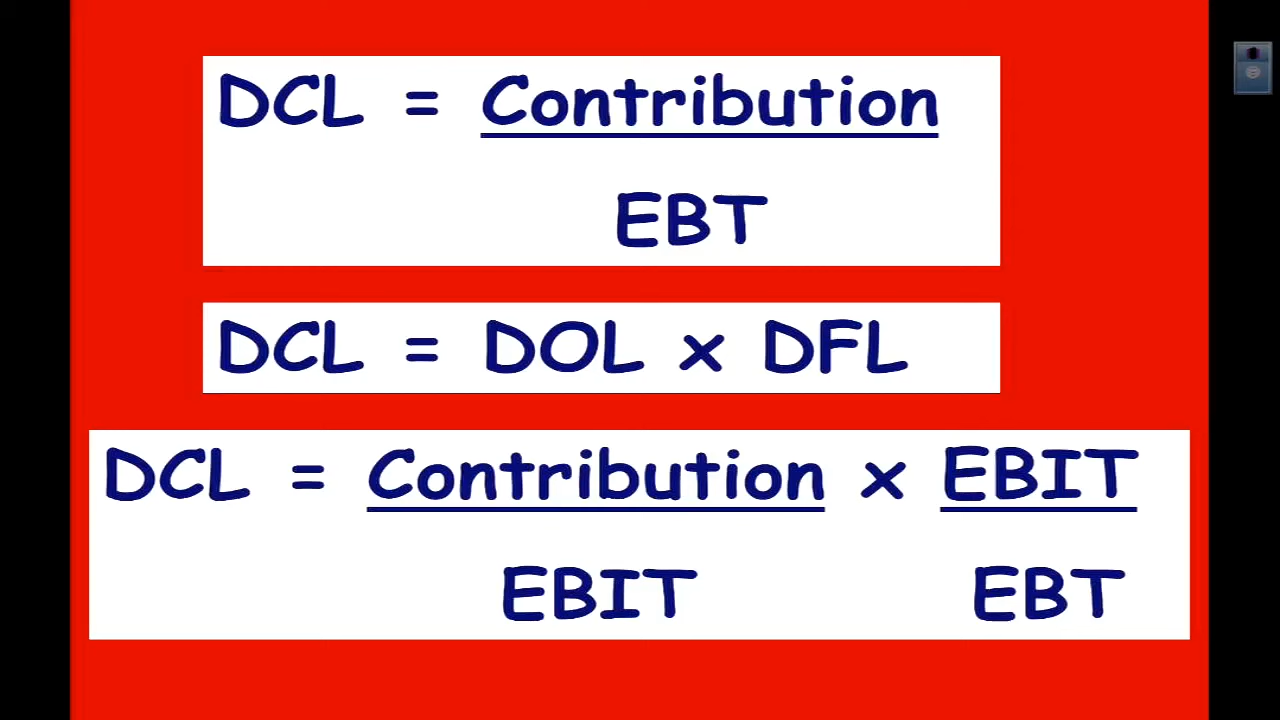 DCL = Contribution
EBT
DCL = DOL x DFL
DCL = Contribution x EBIT
EBIT EBT